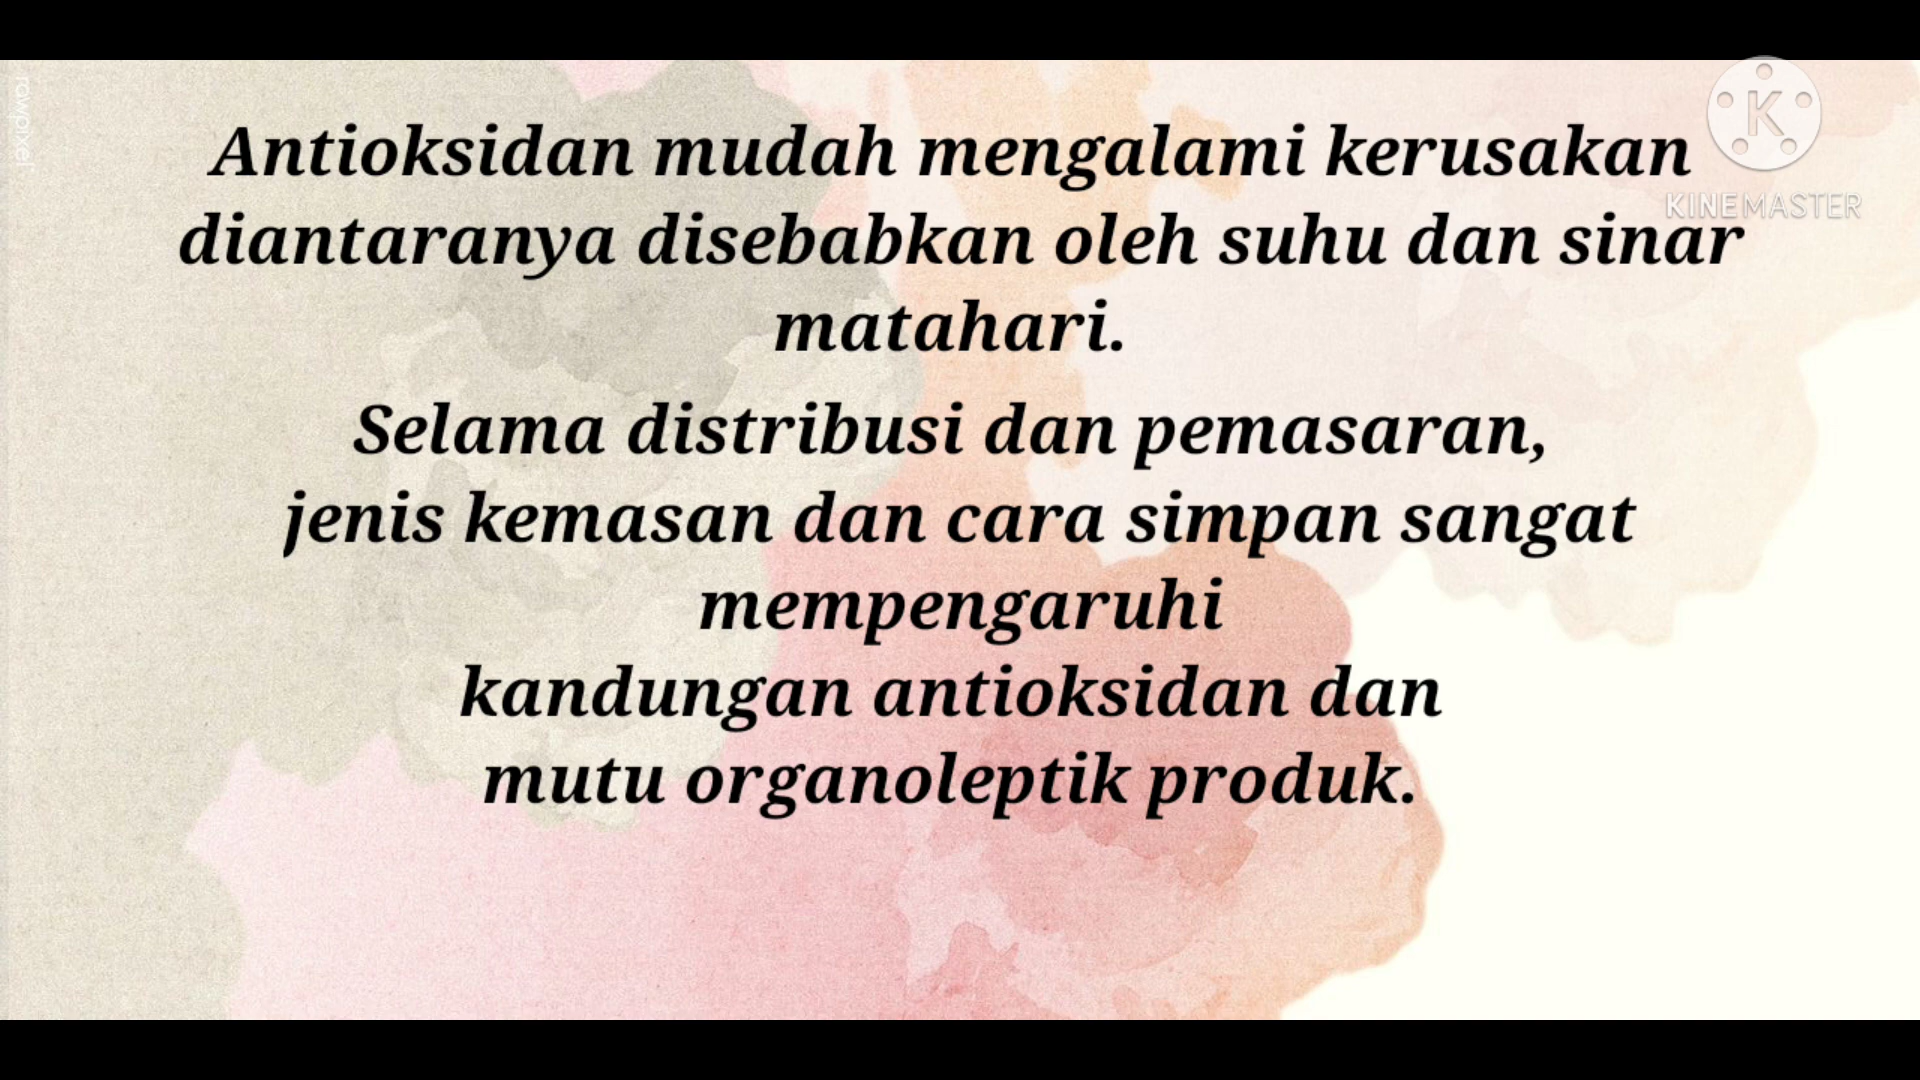 rawpixel
K
KINEMASTER
Antioksidan mudah mengalami kerusakan
diantaranya disebabkan oleh suhu dan sinar
matahari.
Selama distribusi dan pemasaran,
jenis kemasan dan cara simpan sangat
mempengaruhi
kandungan antioksidan dan
mutu organoleptik produk.